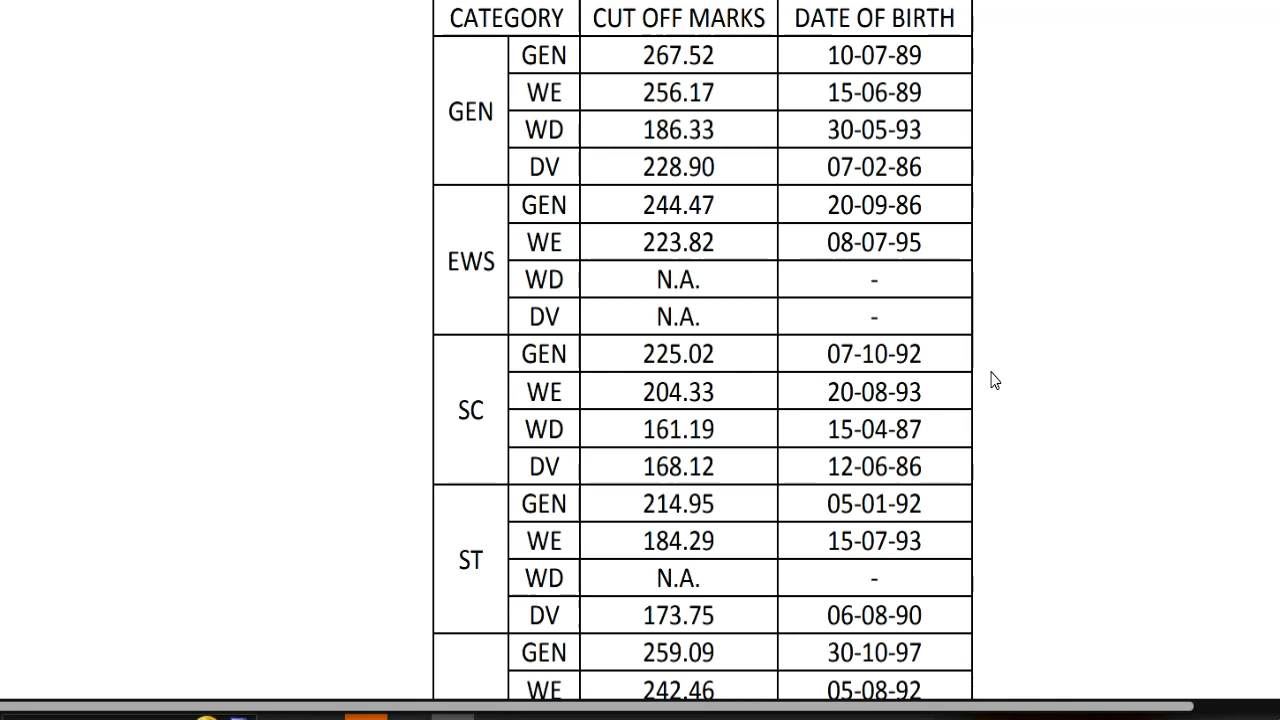 CATEGORY CUT OFF MARKS DATE OF BIRTH
GEN GEN 267.52 10-07-89
WE 256.17 15-06-89
WD 186.33 30-05-93
DV 228.90 07-02-86
EWS GEN 244.47 20-09-86
WE 223.82 08-07-95
WD N.A. -
DV N.A. -
SC GEN 225.02 07-10-92
WE 204.33 20-08-93
WD 161.19 15-04-87
DV 168.12 12-06-86
ST GEN 214.95 05-01-92
WE 184.29 15-07-93
WD N.A. -
DV 173.75 06-08-90
GEN 259.09 30-10-97
WE 242.46 05-08-92